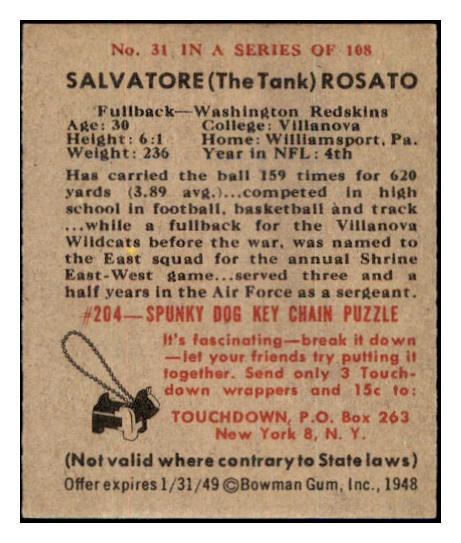 No. 31 IN A SERIES OF 108
SALVATORE (The Tank) ROSATO
Fullback—Washington Redskins
Age: 30 College: Villanova
Height: 6:1 Home: Williamsport, Pa.
Weight: 236 Year in NFL: 4th
Has carried the ball 159 times for 620
yards (3.89 avg.)...competed in high
school in football, basketball and track
...while a fullback for the Villanova
Wildcats before the war, was named to
the East squad for the annual Shrine
East-West game...served three and a
half years in the Air Force as a sergeant.
#204—SPUNKY DOG KEY CHAIN PUZZLE
It's fascinating—break it down
—let your friends try putting it
together. Send only 3 Touch-
down wrappers and 15c to:
TOUCHDOWN, P.O. Box 263
New York 8, N. Y.
(Not valid where contrary to State laws)
Offer expires 1/31/49 ©Bowman Gum, Inc., 1948